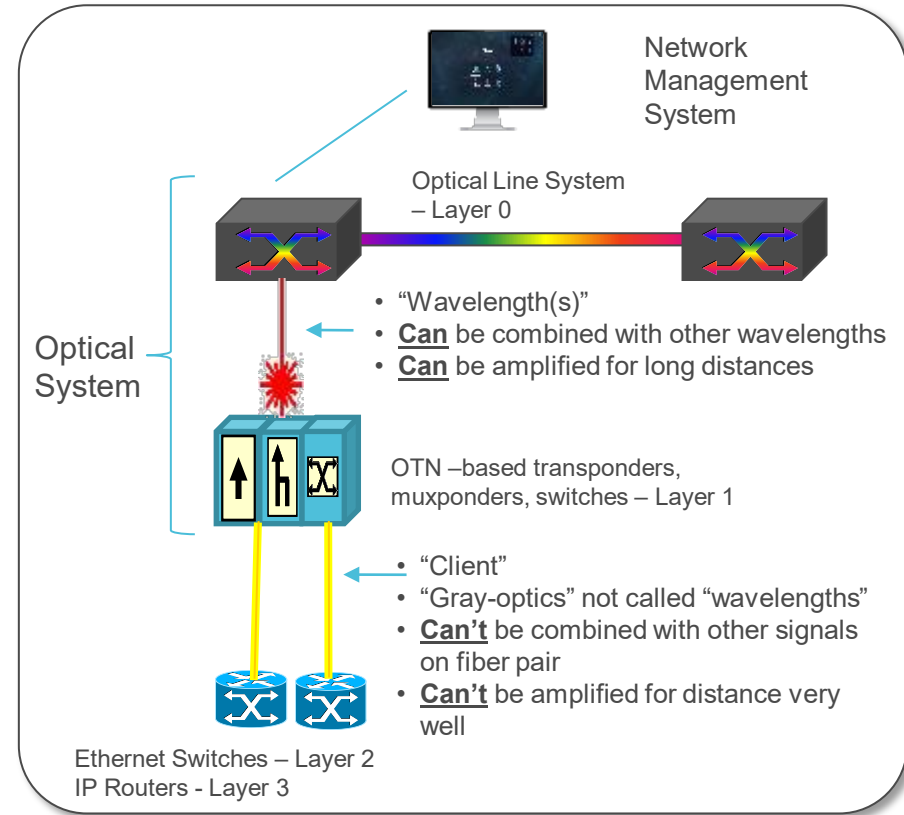 Network
Management
System
Optical Line System
– Layer 0
• “Wavelength(s)”
• Can be combined with other wavelengths
• Can be amplified for long distances
Optical
System
OTN –based transponders,
muxponders, switches – Layer 1
• “Client”
• “Gray-optics” not called “wavelengths”
• Can’t be combined with other signals
on fiber pair
• Can’t be amplified for distance very
well
Ethernet Switches – Layer 2
IP Routers - Layer 3